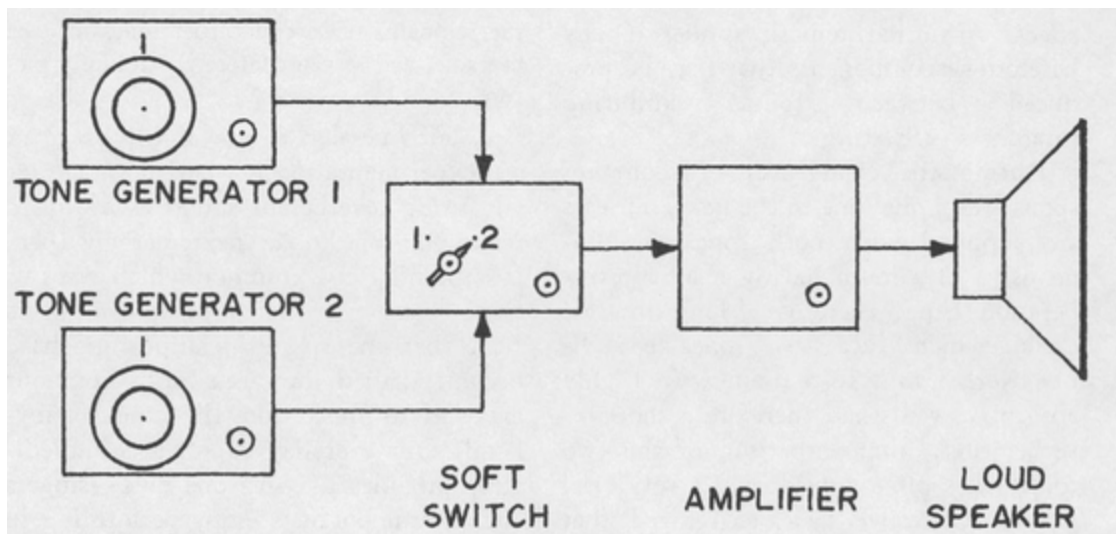 1
TONE GENERATOR 1
1. .2
TONE GENERATOR 2
1
SOFT
SWITCH
AMPLIFIER
LOUD
SPEAKER